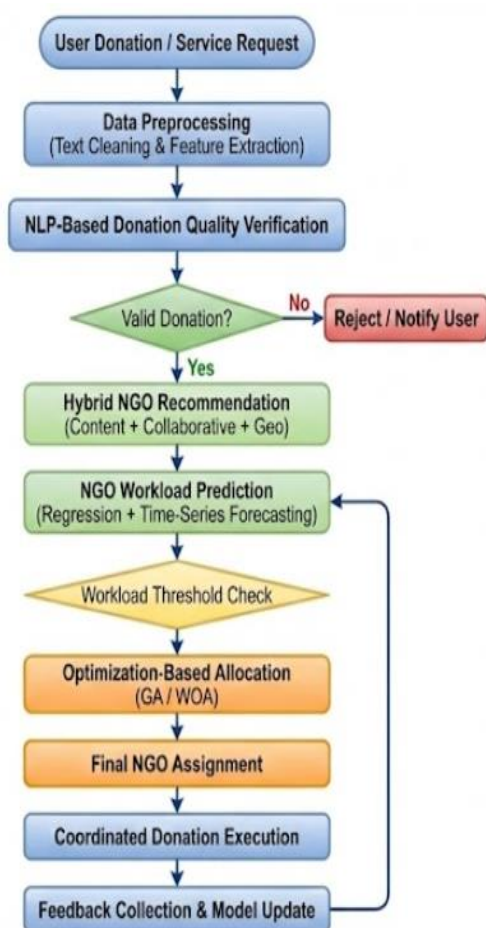 User Donation / Service Request
Data Preprocessing
(Text Cleaning & Feature Extraction)
NLP-Based Donation Quality Verification
Valid Donation?
No
Reject / Notify User
Yes
Hybrid NGO Recommendation
(Content + Collaborative + Geo)
NGO Workload Prediction
(Regression + Time-Series Forecasting)
Workload Threshold Check
Optimization-Based Allocation
(GA / WOA)
Final NGO Assignment
Coordinated Donation Execution
Feedback Collection & Model Update